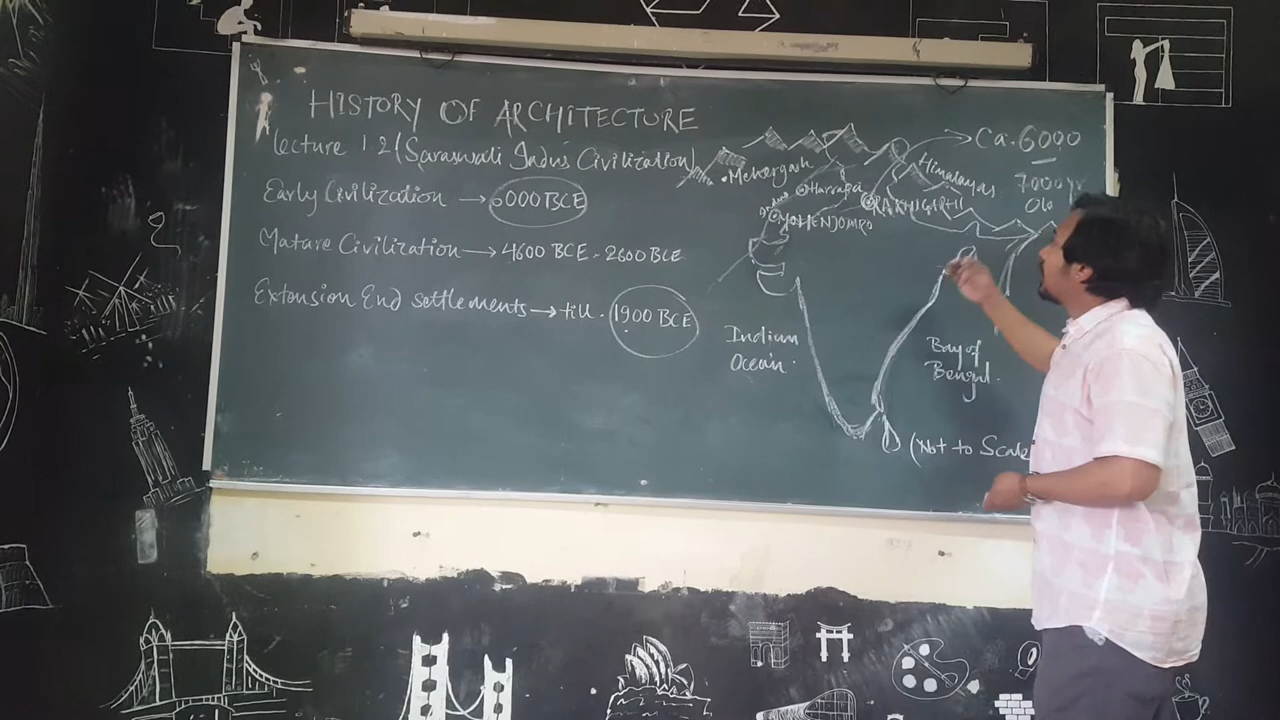 HISTORY OF ARCHITECTURE
Lecture 12 (Saraswati Indus Civilization)
Early Civilization → 6000 BCE
Mature Civilization → 4600 BCE - 2600 BCE
Extension End settlements → till - 1900 BCE
Ca. 6000
7000 yr
Old
Mehergarh
Himalayas
Harrapa
RAKHIGARHI
MOHENJOMRO
Indian
Ocean.
Bay of
Bengal.
(Not to Scale